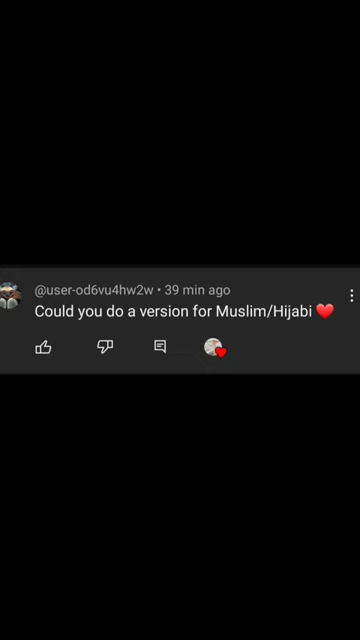 @user-od6vu4hw2w • 39 min ago
Could you do a version for Muslim/Hijabi ❤️